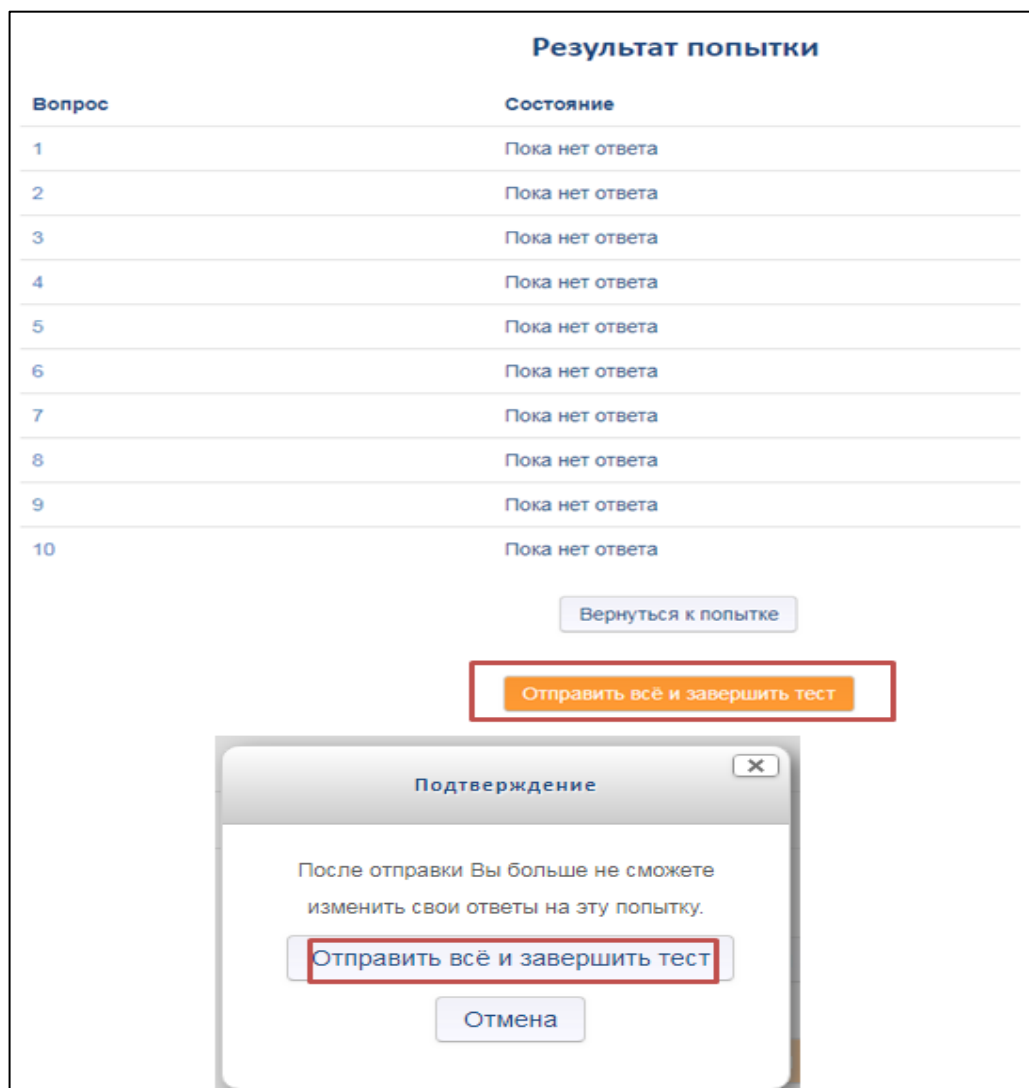 Результат попытки
Вопрос Состояние
1 Пока нет ответа
2 Пока нет ответа
3 Пока нет ответа
4 Пока нет ответа
5 Пока нет ответа
6 Пока нет ответа
7 Пока нет ответа
8 Пока нет ответа
9 Пока нет ответа
10 Пока нет ответа
Вернуться к попытке
Отправить всё и завершить тест
Подтверждение
После отправки Вы больше не сможете
изменить свои ответы на эту попытку.
Отправить всё и завершить тест
Отмена